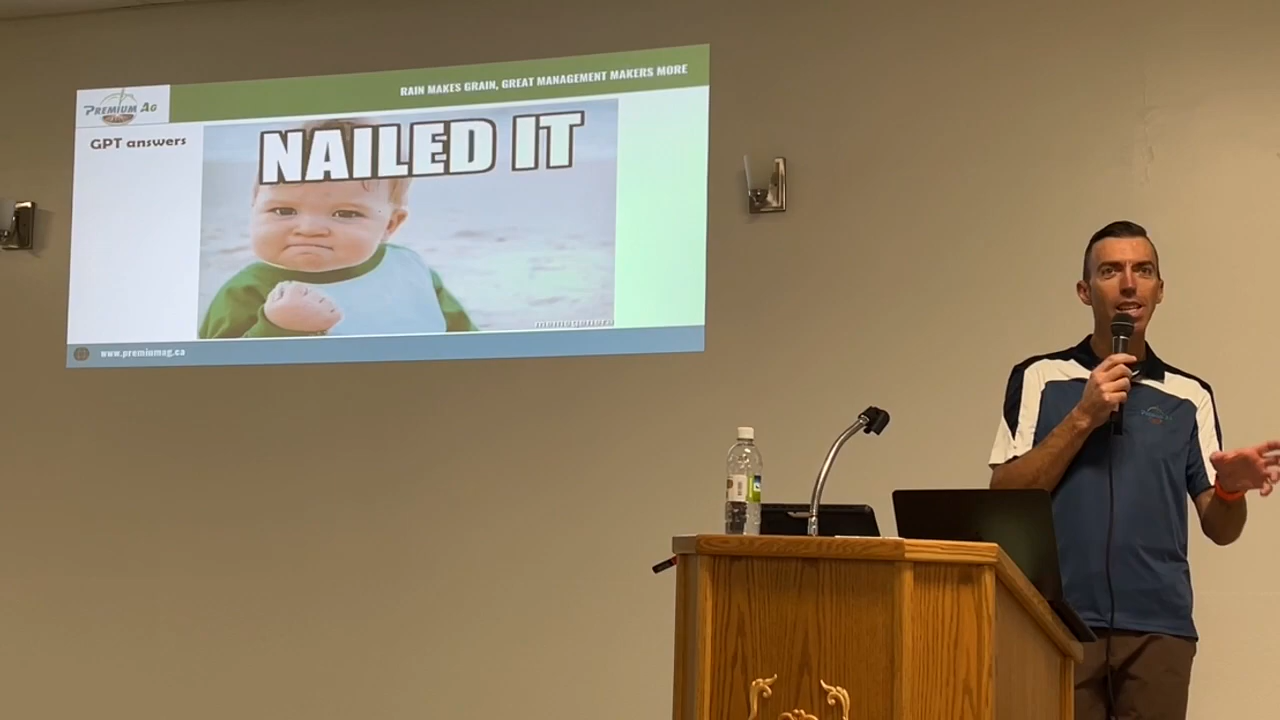 RAIN MAKES GRAIN, GREAT MANAGEMENT MAKERS MORE
PREMIUM AG
GPT answers
NAILED IT
www.premiumag.ca